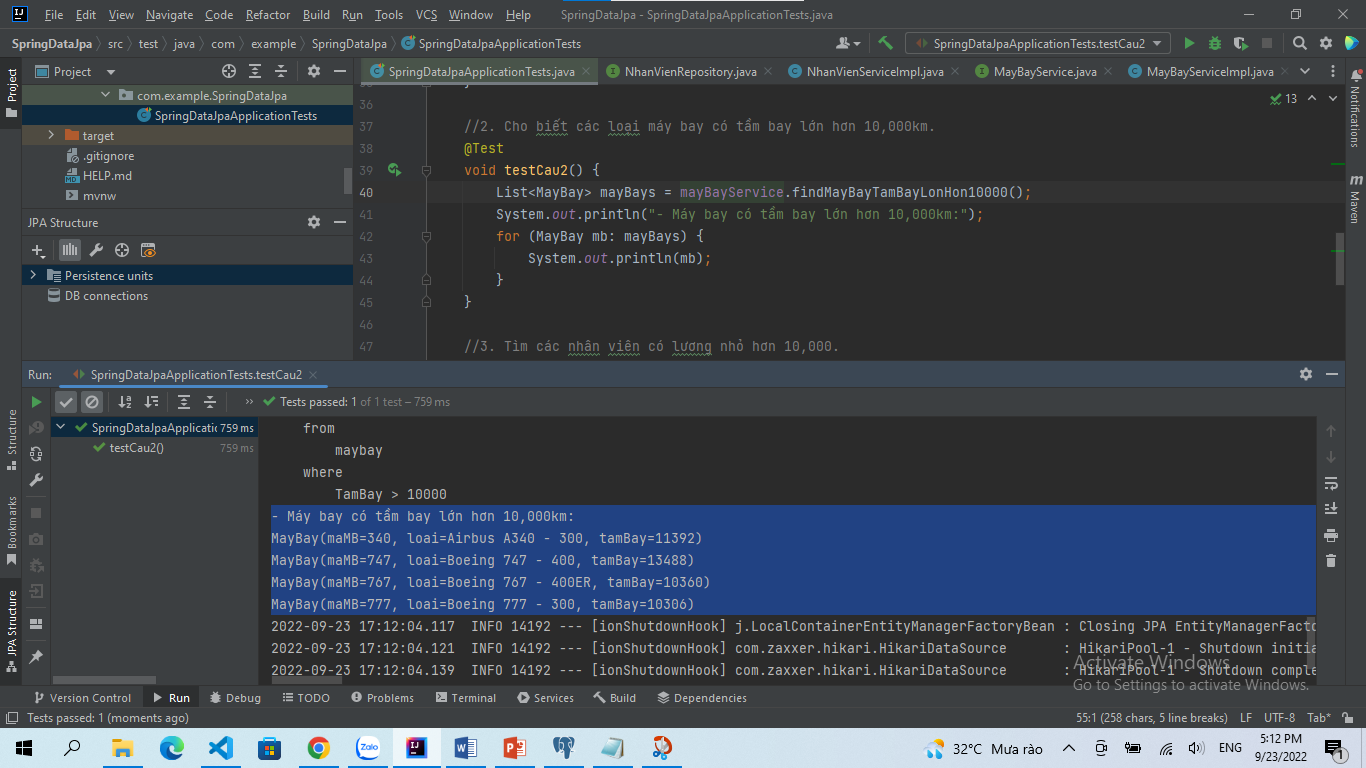 File Edit View Navigate Code Refactor Build Run Tools VCS Window Help SpringDataJpa - SpringDataJpaApplicationTests.java
SpringDataJpa src test java com example SpringDataJpa SpringDataJpaApplicationTests SpringDataJpaApplicationTests.testCau2
Project
Project
com.example.SpringDataJpa
SpringDataJpaApplicationTests
target
.gitignore
HELP.md
mvnw
JPA Structure
Persistence units
DB connections
SpringDataJpaApplicationTests.java NhanVienRepository.java NhanVienServiceImpl.java MayBayService.java MayBayServiceImpl.java
13
36
37 //2. Cho biết các loại máy bay có tầm bay lớn hơn 10,000km.
38 @Test
39 void testCau2() {
40 List<MayBay> mayBays = mayBayService.findMayBayTamBayLonHon10000();
41 System.out.println("- Máy bay có tầm bay lớn hơn 10,000km:");
42 for (MayBay mb: mayBays) {
43 System.out.println(mb);
44 }
45 }
46
47 //3. Tìm các nhân viên có lương nhỏ hơn 10,000.
Notifications
Maven
Run: SpringDataJpaApplicationTests.testCau2
Tests passed: 1 of 1 test – 759 ms
SpringDataJpaApplicatic 759 ms
testCau2() 759 ms
from
maybay
where
TamBay > 10000
- Máy bay có tầm bay lớn hơn 10,000km:
MayBay(maMB=340, loai=Airbus A340 - 300, tamBay=11392)
MayBay(maMB=747, loai=Boeing 747 - 400, tamBay=13488)
MayBay(maMB=767, loai=Boeing 767 - 400ER, tamBay=10360)
MayBay(maMB=777, loai=Boeing 777 - 300, tamBay=10306)
2022-09-23 17:12:04.117 INFO 14192 --- [ionShutdownHook] j.LocalContainerEntityManagerFactoryBean : Closing JPA EntityManagerFacto
2022-09-23 17:12:04.121 INFO 14192 --- [ionShutdownHook] com.zaxxer.hikari.HikariDataSource : HikariPool-1 - Shutdown initia
2022-09-23 17:12:04.139 INFO 14192 --- [ionShutdownHook] com.zaxxer.hikari.HikariDataSource : HikariPool-1 - Shutdown comple
Activate Windows
Go to Settings to activate Windows.
Structure
Bookmarks
JPA Structure
Version Control Run Debug TODO Problems Terminal Services Build Dependencies
Tests passed: 1 (moments ago) 55:1 (258 chars, 5 line breaks) LF UTF-8 Tab*
Zalo
32°C Mưa rào ENG 5:12 PM
9/23/2022
1